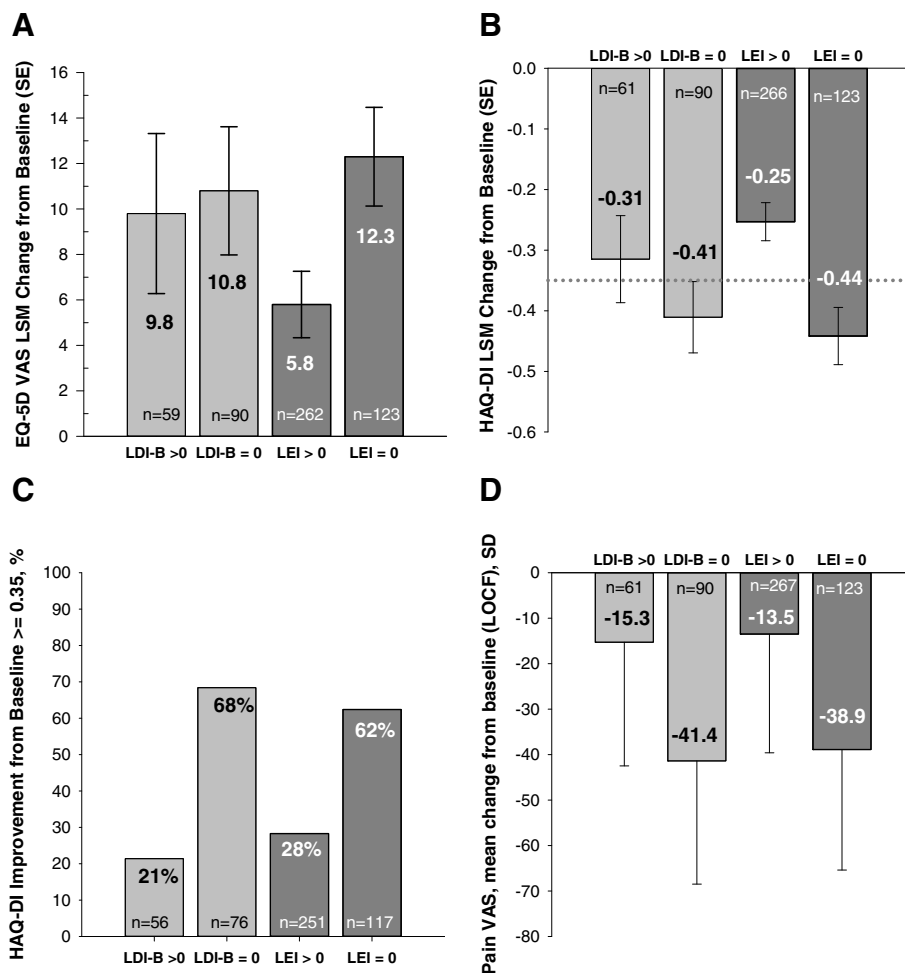 A
EQ-5D VAS LSM Change from Baseline (SE)
16
14
12
10
8
6
4
2
0
9.8
10.8
5.8
12.3
n=59
n=90
n=262
n=123
LDI-B >0
LDI-B = 0
LEI > 0
LEI = 0
B
HAQ-DI LSM Change from Baseline (SE)
LDI-B >0
LDI-B = 0
LEI > 0
LEI = 0
0.0
-0.1
-0.2
-0.3
-0.4
-0.5
-0.6
n=61
n=90
n=266
n=123
-0.31
-0.41
-0.25
-0.44
C
HAQ-DI Improvement from Baseline >= 0.35, %
100
90
80
70
60
50
40
30
20
10
0
21%
68%
28%
62%
n=56
n=76
n=251
n=117
LDI-B >0
LDI-B = 0
LEI > 0
LEI = 0
D
Pain VAS, mean change from baseline (LOCF), SD
LDI-B >0
LDI-B = 0
LEI > 0
LEI = 0
0
-10
-20
-30
-40
-50
-60
-70
-80
n=61
n=90
n=267
n=123
-15.3
-41.4
-13.5
-38.9